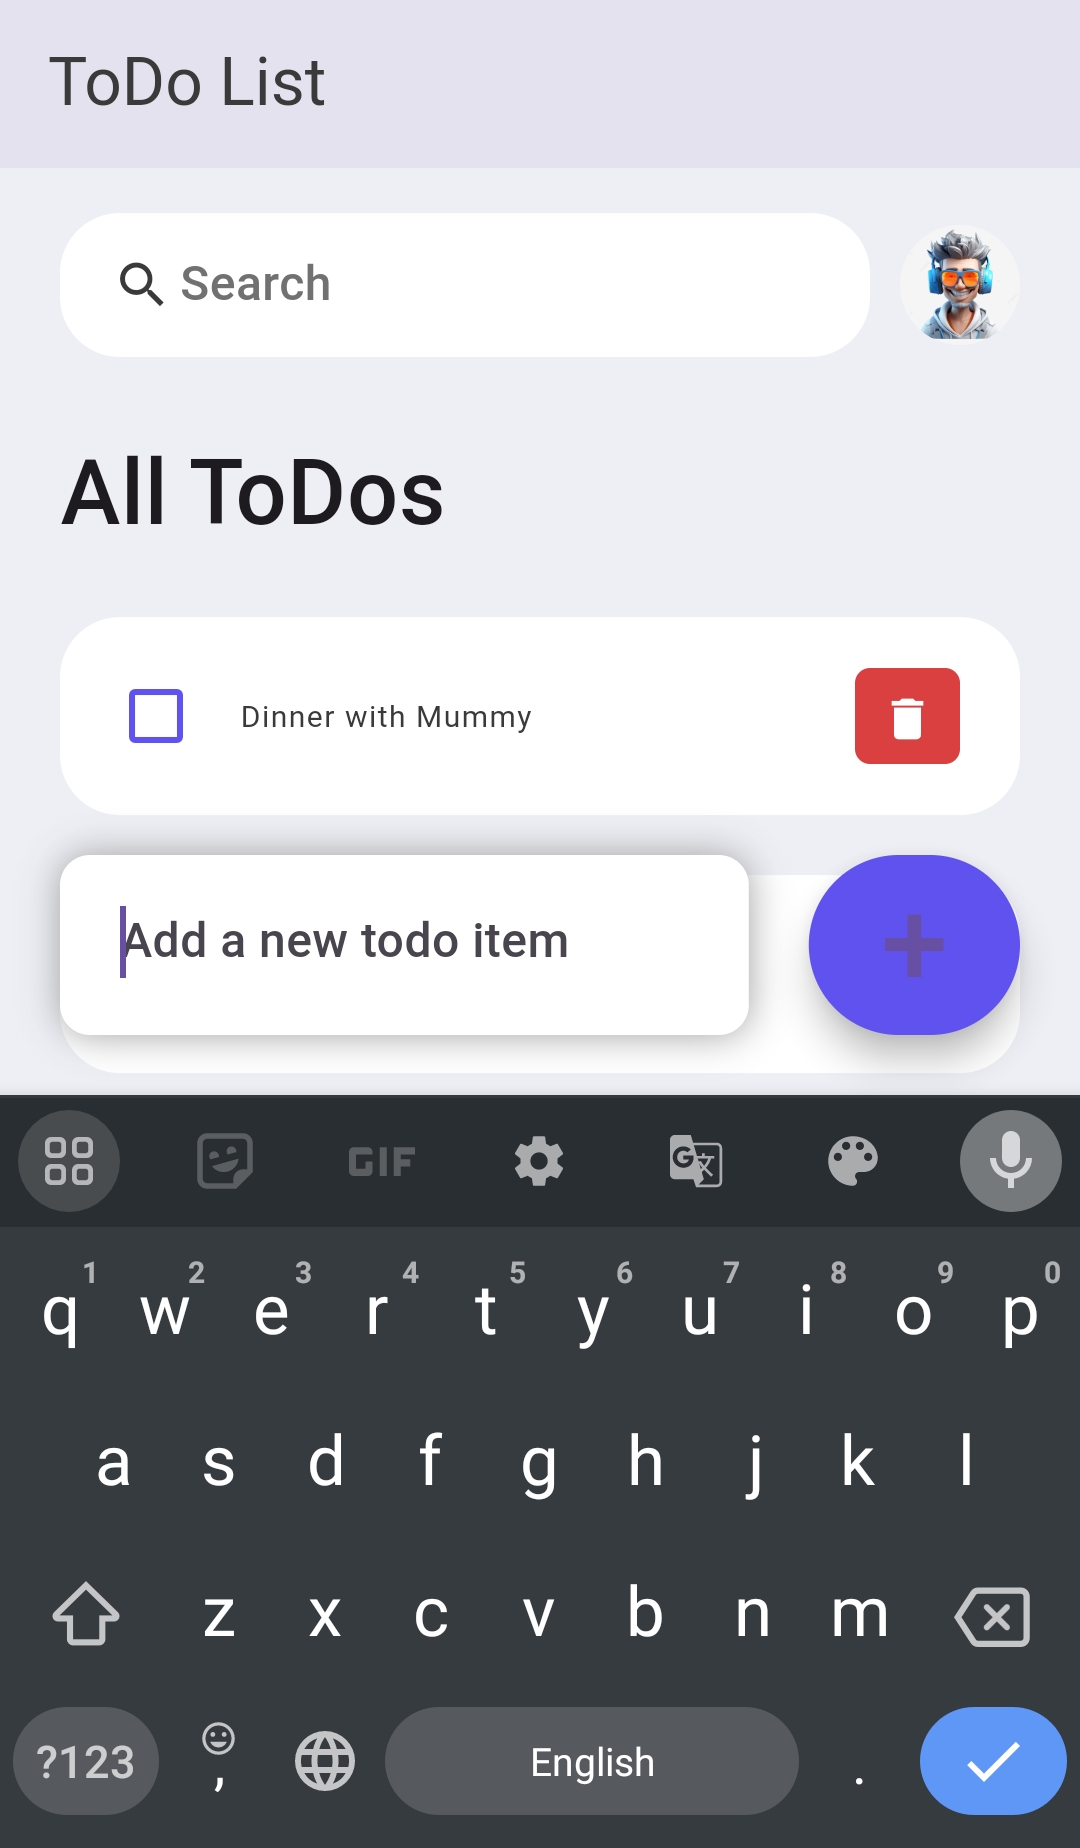 ToDo List
Search
All ToDos
Dinner with Mummy
Add a new todo item
GIF
G 文
1 2 3 4 5 6 7 8 9 0
q w e r t y u i o p
a s d f g h j k l
z x c v b n m
?123 , English .